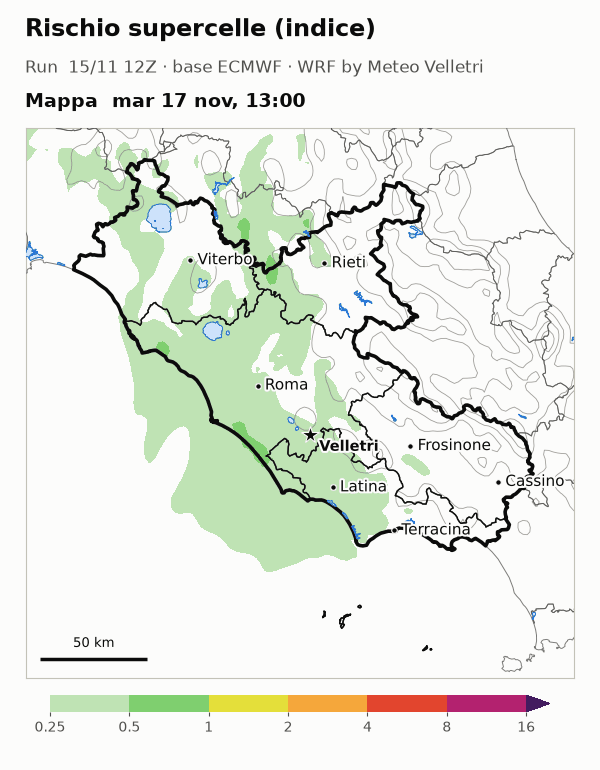 Rischio supercelle (indice)
Run  15/11 12Z · base ECMWF · WRF by Meteo Velletri
Mappa  mar 17 nov, 13:00
Viterbo
Rieti
Roma
Velletri
Frosinone
Latina
Cassino
Terracina
50 km
0.25 0.5 1 2 4 8 16